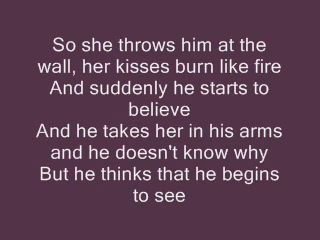 So she throws him at the
wall, her kisses burn like fire
And suddenly he starts to
believe
And he takes her in his arms
and he doesn't know why
But he thinks that he begins
to see